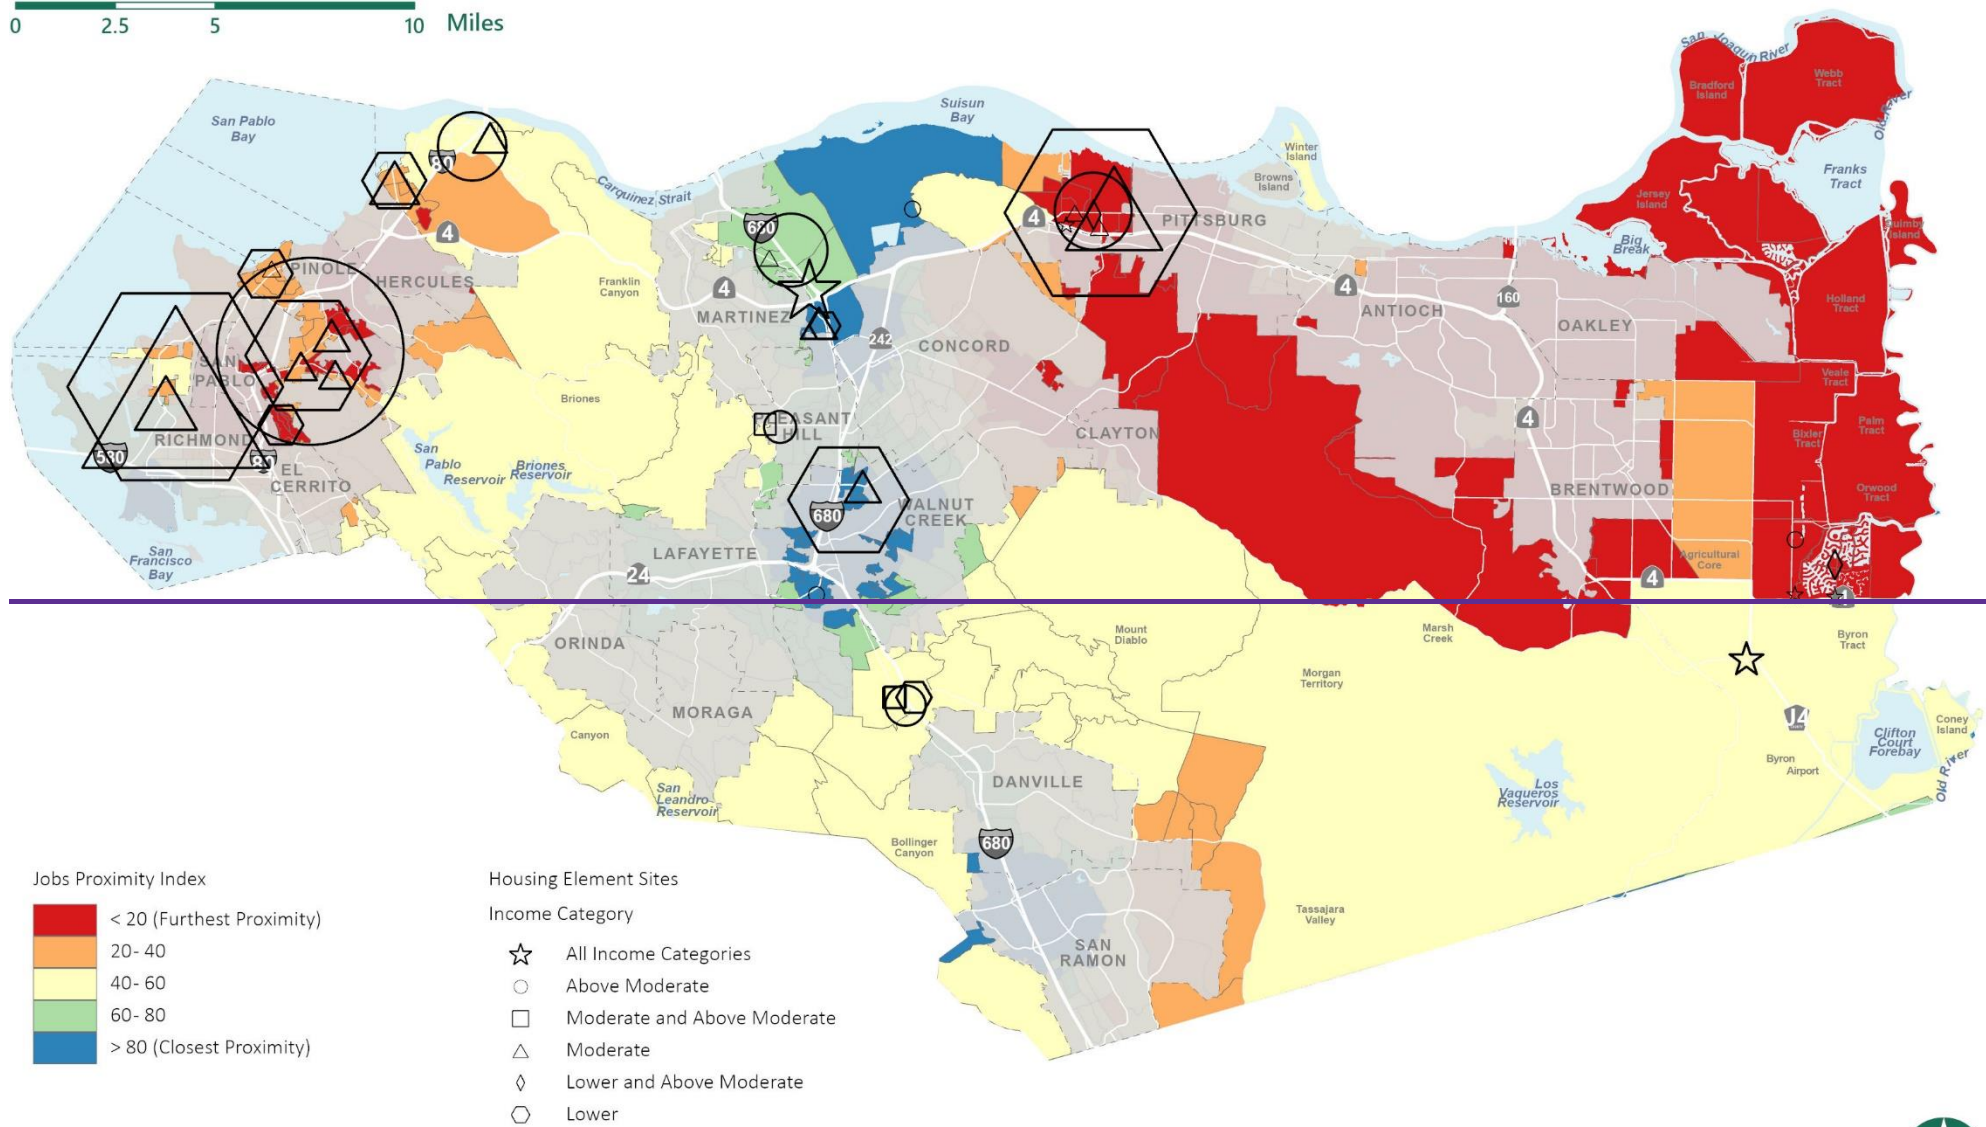 0 2.5 5 10 Miles
San Joaquin River
Webb
Tract
Bradford
Island
Old River
Franks
Tract
Suisun
Bay
San Pablo
Bay
Winter
Island
Browns
Island
Carquinez Strait
80
Jersey
Island
Quimby
Island
Big
Break
680
4
4
PITTSBURG
PINOLE
HERCULES
Franklin
Canyon
4
MARTINEZ
4
160
ANTIOCH
OAKLEY
Holland
Tract
242
CONCORD
SAN
PABLO
Briones
Veale
Tract
Palm
Tract
PLEASANT
HILL
CLAYTON
4
Bixler
Tract
RICHMOND
580
80
EL
CERRITO
San
Pablo
Reservoir
Briones
Reservoir
680
WALNUT
CREEK
BRENTWOOD
Orwood
Tract
San
Francisco
Bay
LAFAYETTE
24
Agricultural
Core
4
4
ORINDA
Mount
Diablo
Marsh
Creek
Byron
Tract
Morgan
Territory
MORAGA
Canyon
J4
Coney
Island
Clifton
Court
Forebay
Byron
Airport
Old River
San
Leandro
Reservoir
DANVILLE
Los
Vaqueros
Reservoir
Bollinger
Canyon
680
Tassajara
Valley
SAN
RAMON
Jobs Proximity Index
< 20 (Furthest Proximity)
20 - 40
40 - 60
60 - 80
> 80 (Closest Proximity)
Housing Element Sites
Income Category
All Income Categories
Above Moderate
Moderate and Above Moderate
Moderate
Lower and Above Moderate
Lower